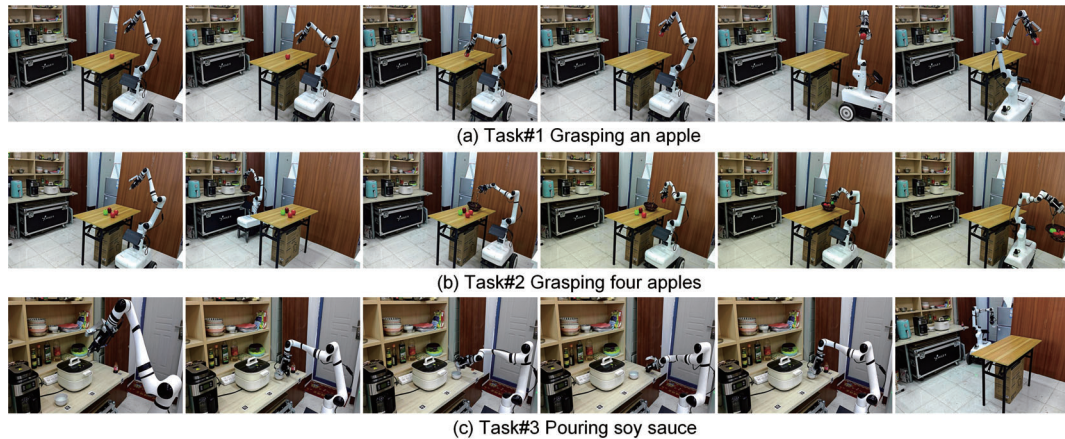 (a) Task#1 Grasping an apple
(b) Task#2 Grasping four apples
(c) Task#3 Pouring soy sauce